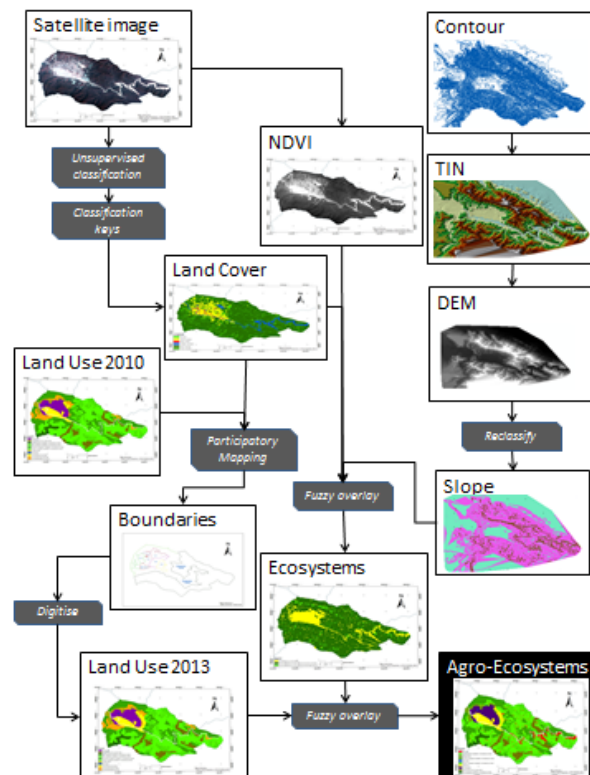 Satellite image
Contour
Unsupervised
classification
NDVI
TIN
Classification
keys
Land Cover
DEM
Land Use 2010
Participatory
Mapping
Reclassify
Fuzzy overlay
Slope
Boundaries
Ecosystems
Digitise
Land Use 2013
Fuzzy overlay
Agro-Ecosystems